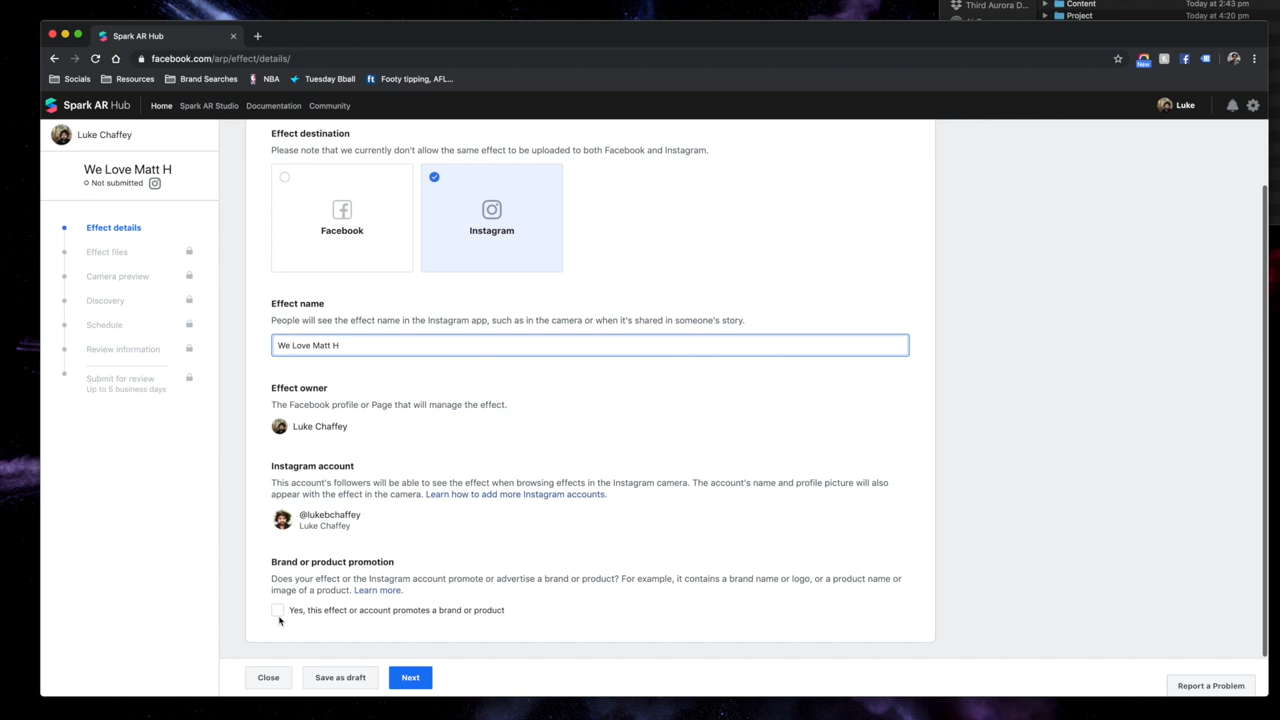 Third Aurora D...
Content
Today at 2:43 pm
Project
Today at 4:20 pm
Spark AR Hub
facebook.com/arp/effect/details/
New
Socials
Resources
Brand Searches
NBA
Tuesday Bball
ft Footy tipping, AFL...
Spark AR Hub
Home
Spark AR Studio
Documentation
Community
Luke
Luke Chaffey
We Love Matt H
Not submitted
Effect details
Effect files
Camera preview
Discovery
Schedule
Review information
Submit for review
Up to 5 business days
Effect destination
Please note that we currently don't allow the same effect to be uploaded to both Facebook and Instagram.
Facebook
Instagram
Effect name
People will see the effect name in the Instagram app, such as in the camera or when it's shared in someone's story.
We Love Matt H
Effect owner
The Facebook profile or Page that will manage the effect.
Luke Chaffey
Instagram account
This account's followers will be able to see the effect when browsing effects in the Instagram camera. The account's name and profile picture will also
appear with the effect in the camera. Learn how to add more Instagram accounts.
@lukebchaffey
Luke Chaffey
Brand or product promotion
Does your effect or the Instagram account promote or advertise a brand or product? For example, it contains a brand name or logo, or a product name or
image of a product. Learn more.
Yes, this effect or account promotes a brand or product
Close
Save as draft
Next
Report a Problem